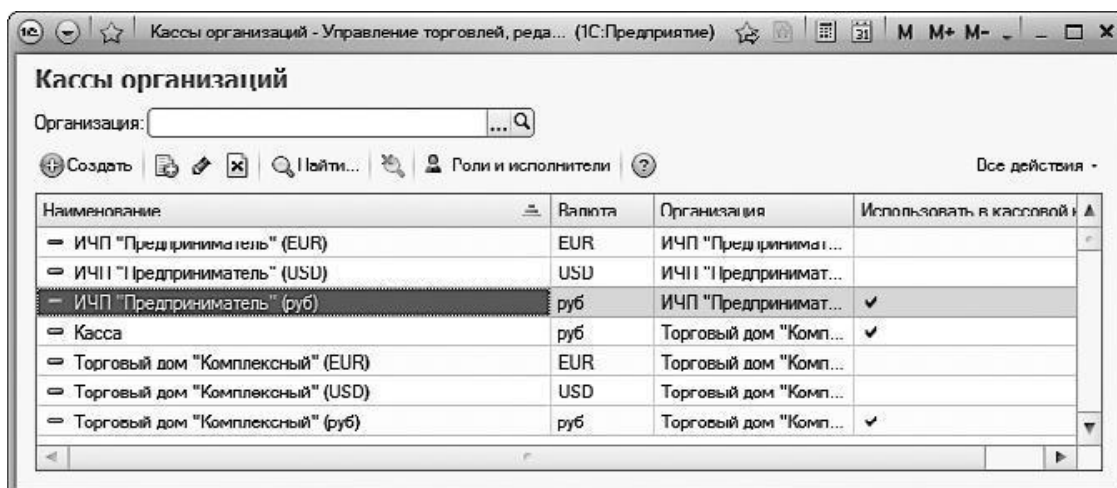 Кассы организаций - Управление торговлей, реда... (1С:Предприятие) 31 M M+ M-
Кассы организаций
Организация: ...
Создать Найти... Роли и исполнители ? Все действия
Наименование Валюта Организация Использовать в кассовой к
ИЧП "Предприниматель" (EUR) EUR ИЧП "Предпринимат...
ИЧП "Предприниматель" (USD) USD ИЧП "Предпринимат...
ИЧП "Предприниматель" (руб) руб ИЧП "Предпринимат... ✔
Касса руб Торговый дом "Комп... ✔
Торговый дом "Комплексный" (EUR) EUR Торговый дом "Комп...
Торговый дом "Комплексный" (USD) USD Торговый дом "Комп...
Торговый дом "Комплексный" (руб) руб Торговый дом "Комп... ✔